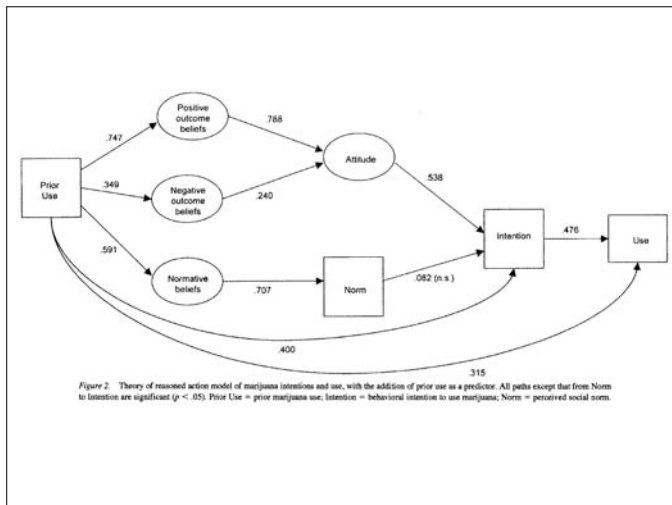 Positive
outcome
beliefs
.747
.788
Attitude
Prior
Use
.349
Negative
outcome
beliefs
.240
.538
.591
Intention
.476
Use
Normative
beliefs
.707
Norm
.082 (n.s.)
.400
.315
Figure 2. Theory of reasoned action model of marijuana intentions and use, with the addition of prior use as a predictor. All paths except that from Norm
to Intention are significant (p < .05). Prior Use = prior marijuana use; Intention = behavioral intention to use marijuana; Norm = perceived social norm.